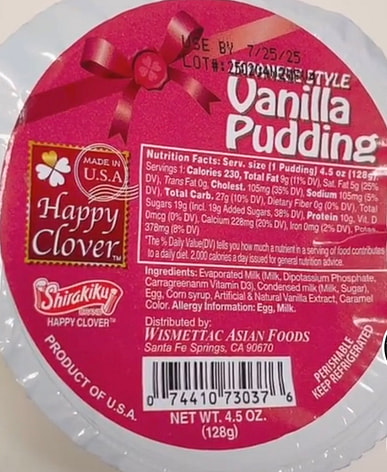 USE BY 7/25/25
LOT#:
JAPANESE STYLE
Vanilla
Pudding
MADE IN
U.S.A
Happy
Clover™
Shirakiku
HAPPY CLOVER™
PRODUCT OF U.S.A.
Nutrition Facts: Serv. size (1 Pudding) 4.5 oz (128g)
Servings 1: Calories 230, Total Fat 9g (11% DV), Sat. Fat 5g (25%
DV), Trans Fat 0g, Cholest. 105mg (35% DV), Sodium 105mg (5%
DV), Total Carb. 27g (10% DV), Dietary Fiber 0g (0% DV), Total
Sugars 19g (Incl. 19g Added Sugars, 38% DV), Protein 10g, Vit. D
0mcg (0% DV), Calcium 228mg (20% DV), Iron 0mg (2% DV), Potas.
378mg (8% DV)
*The % Daily Value(DV) tells you how much a nutrient in a serving of food contributes
to a daily diet. 2,000 calories a day issued for general nutrition advice.
Ingredients: Evaporated Milk (Milk, Dipotassium Phosphate,
Carragreenanm Vitamin D3), Condensed milk (Milk, Sugar),
Egg, Corn syrup, Artificial & Natural Vanilla Extract, Caramel
Color. Allergy Information: Egg, Milk.
Distributed by:
WISMETTAC ASIAN FOODS
Santa Fe Springs, CA 90670
0 74410 73037 6
NET WT. 4.5 OZ.
(128g)
PERISHABLE
KEEP REFRIGERATED